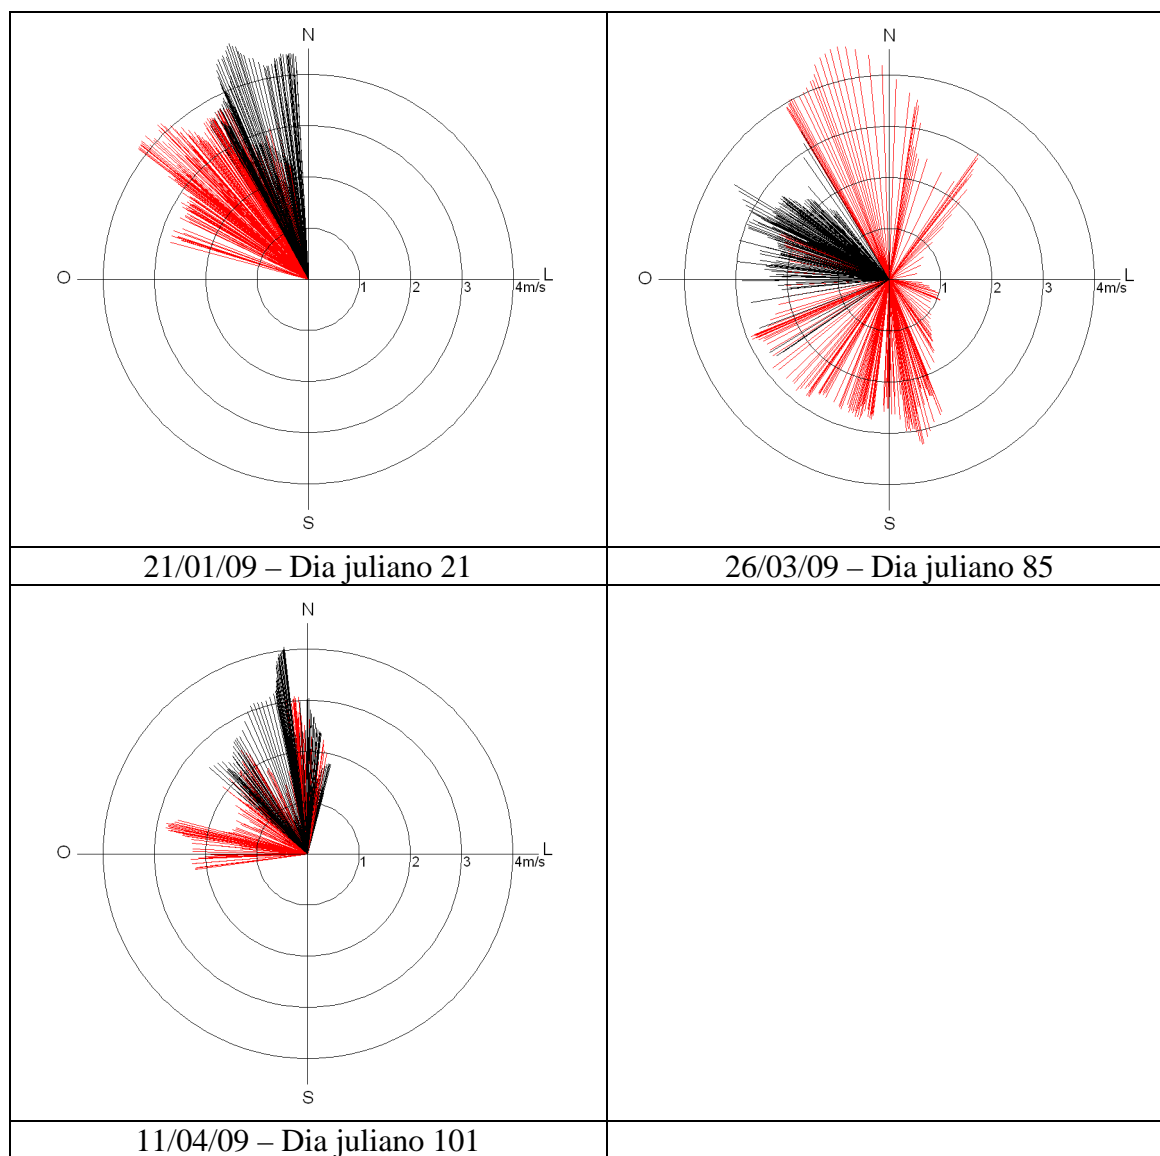 N
O
1
2
3
4m/s
L
S
21/01/09 – Dia juliano 21
N
O
1
2
3
4m/s
L
S
26/03/09 – Dia juliano 85
N
O
1
2
3
4m/s
L
S
11/04/09 – Dia juliano 101